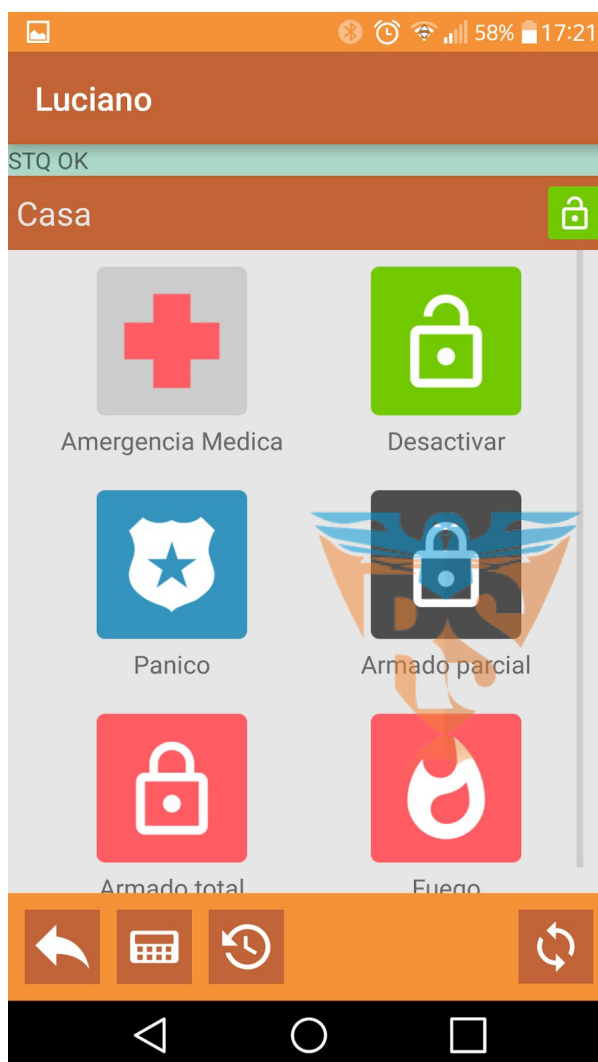 58% 17:21
Luciano
STQ OK
Casa
Amergencia Medica Desactivar
Panico Armado parcial
Armado total Fuego